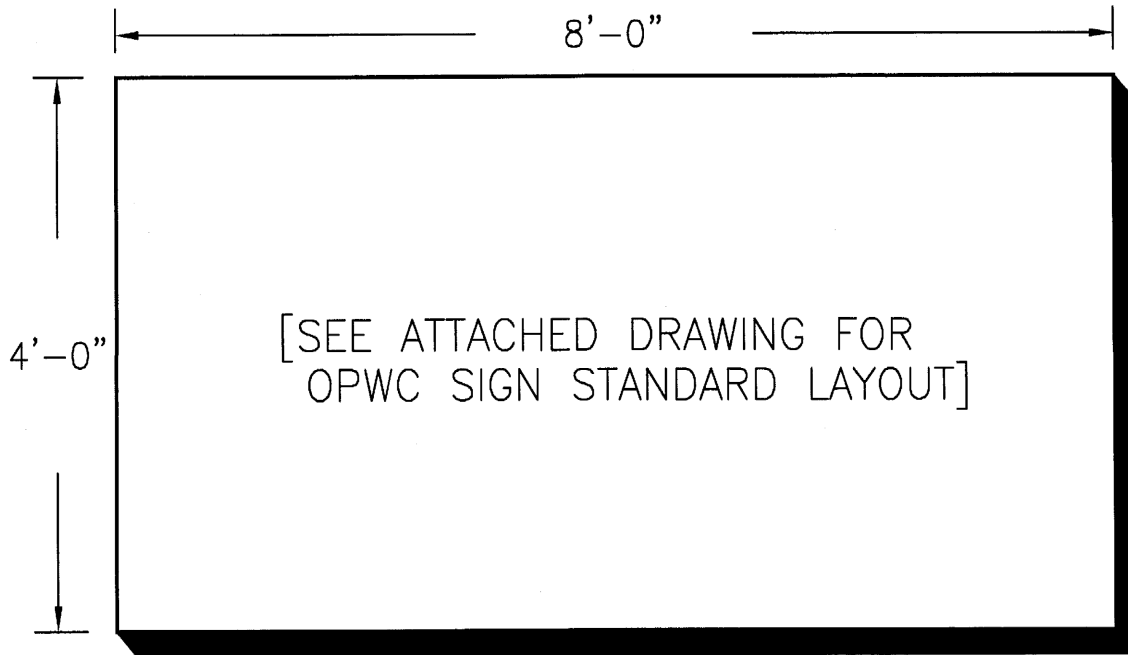 8'-0"
4'-0"
[SEE ATTACHED DRAWING FOR
OPWC SIGN STANDARD LAYOUT]